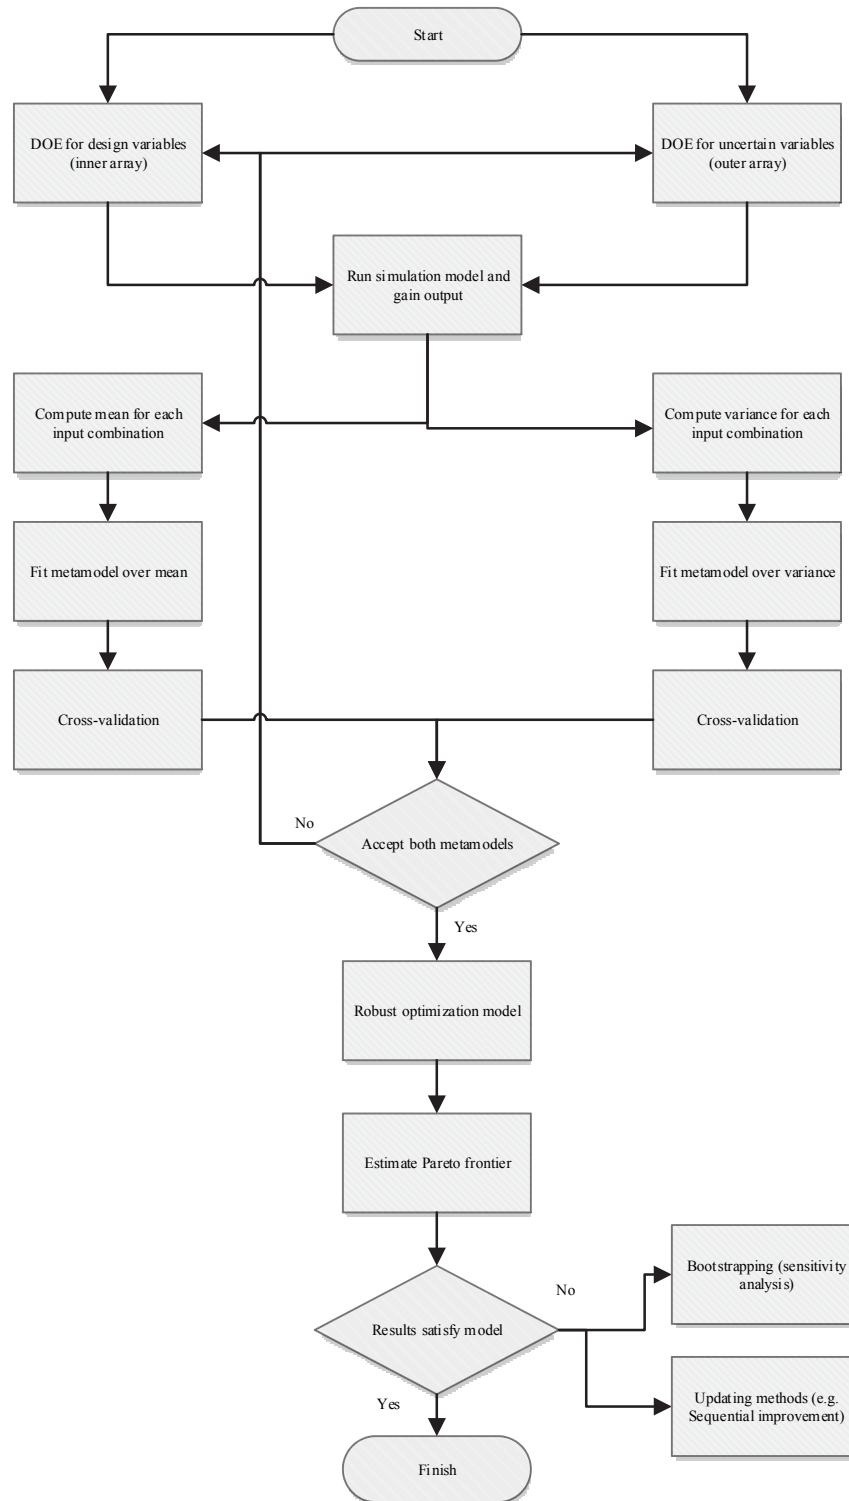 Start
DOE for design variables
(inner array)
DOE for uncertain variables
(outer array)
Run simulation model and
gain output
Compute mean for each
input combination
Compute variance for each
input combination
Fit metamodel over mean
Fit metamodel over variance
Cross-validation
Cross-validation
No
Accept both metamodels
Yes
Robust optimization model
Estimate Pareto frontier
Bootstrapping (sensitivity
analysis)
No
Results satisfy model
Updating methods (e.g.
Sequential improvement)
Yes
Finish